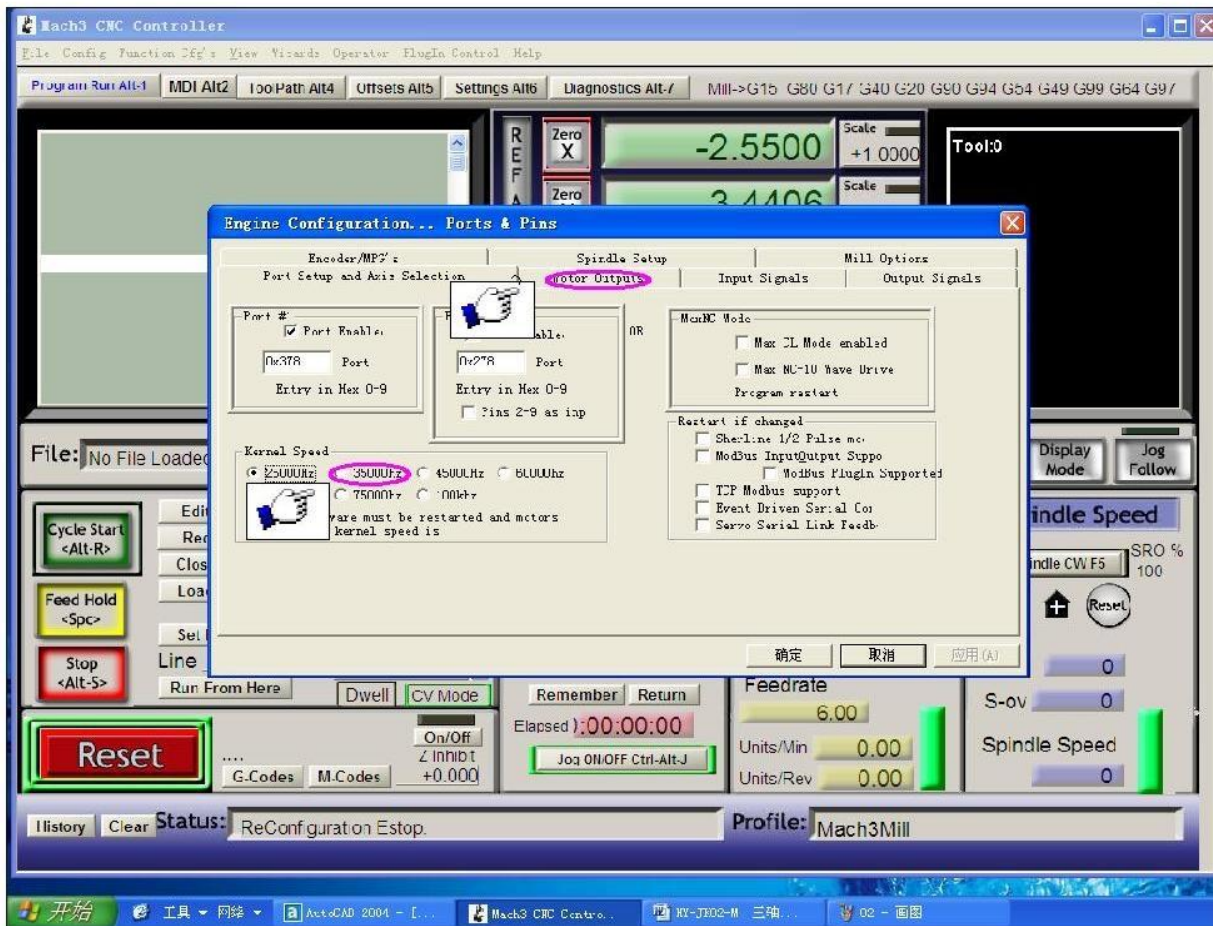 Mach3 CNC Controller
File Config Function Cfg's View Wizards Operator PlugIn Control Help
Program Run Alt-1 MDI Alt2 ToolPath Alt4 Offsets Alt5 Settings Alt6 Diagnostics Alt-7 Mill->G15 G80 G17 G40 G20 G90 G94 G54 G49 G99 G64 G97
REFA
Zero X -2.5500 Scale +1.0000
Tool:0
Zero 3.4406 Scale
Engine Configuration... Ports & Pins
Encoder/MPG's Spindle Setup Mill Options
Port Setup and Axis Selection Motor Outputs Input Signals Output Signals
Port #:
Port Enable:
0x378 Port
Entry in Hex 0-9
able.
0x278 Port
Entry in Hex 0-9
Pins 2-9 as inp
OR
MaxNC Mode
Max CL Mode enabled
Max NC-10 Wave Drive
Program restart
Restart if changed
Sherline 1/2 Pulse mo.
ModBus InputOutput Suppo
ModBus PlugIn Supported
TCP Modbus support
Event Driven Serial Cor
Servo Serial Link Feedb
Kernel Speed
25000Hz 35000Hz 45000Hz 60000hz
75000hz 100khz
are must be restarted and motors
kernel speed is
确定 取消 应用(A)
File: No File Loaded
Display Mode Jog Follow
Cycle Start <Alt-R>
Edi
Rec
Clos
Loa
Feed Hold <Spc>
Set
Stop <Alt-S>
Line
Run From Here
Dwell CV Mode
indle Speed
indle CW F5 SRO %
100
Reset
0
S-ov 0
Spindle Speed
0
Remember Return
Elapsed ): 00:00:00
Jog ON/OFF Ctrl-Alt-J
Feedrate
6.00
Units/Min 0.00
Units/Rev 0.00
Reset
....
G-Codes M-Codes
On/Off
Z Inhibit
+0.000
History Clear Status: ReConfiguration Estop. Profile: Mach3Mill
开始 工具 网络 AutoCAD 2004 - [... Mach3 CNC Contro.. HY-JK02-M 三轴... 02 - 画图